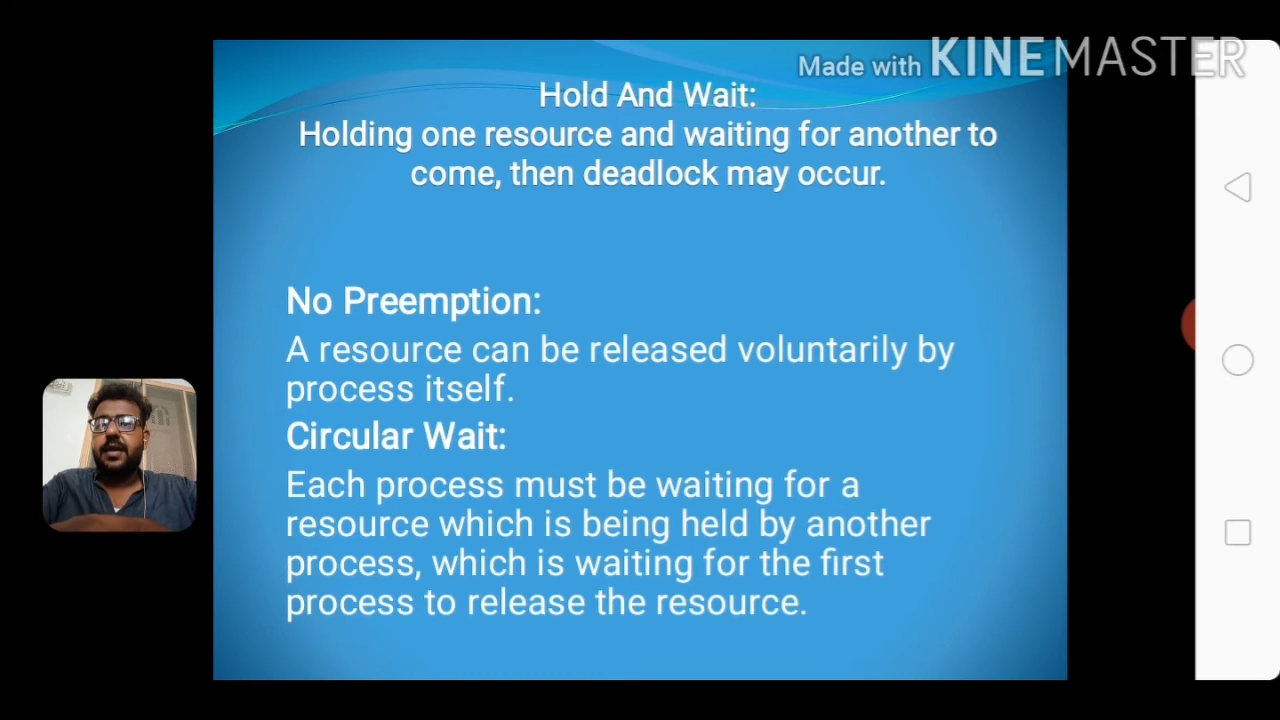 Made with KINEMASTER
Hold And Wait:
Holding one resource and waiting for another to
come, then deadlock may occur.
No Preemption:
A resource can be released voluntarily by
process itself.
Circular Wait:
Each process must be waiting for a
resource which is being held by another
process, which is waiting for the first
process to release the resource.